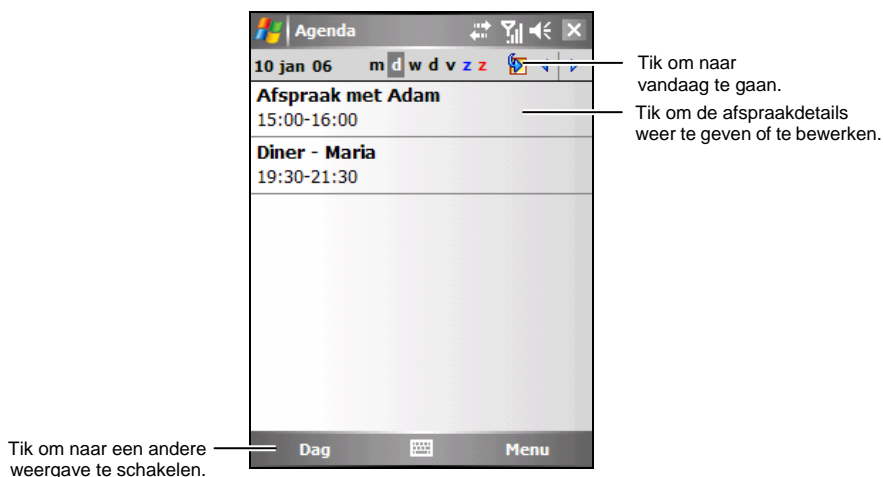 Agenda
10 jan 06 m d w d v z z
Afspraak met Adam
15:00-16:00
Diner - Maria
19:30-21:30
Dag Menu
Tik om naar
vandaag te gaan.
Tik om de afspraakdetails
weer te geven of te bewerken.
Tik om naar een andere
weergave te schakelen.